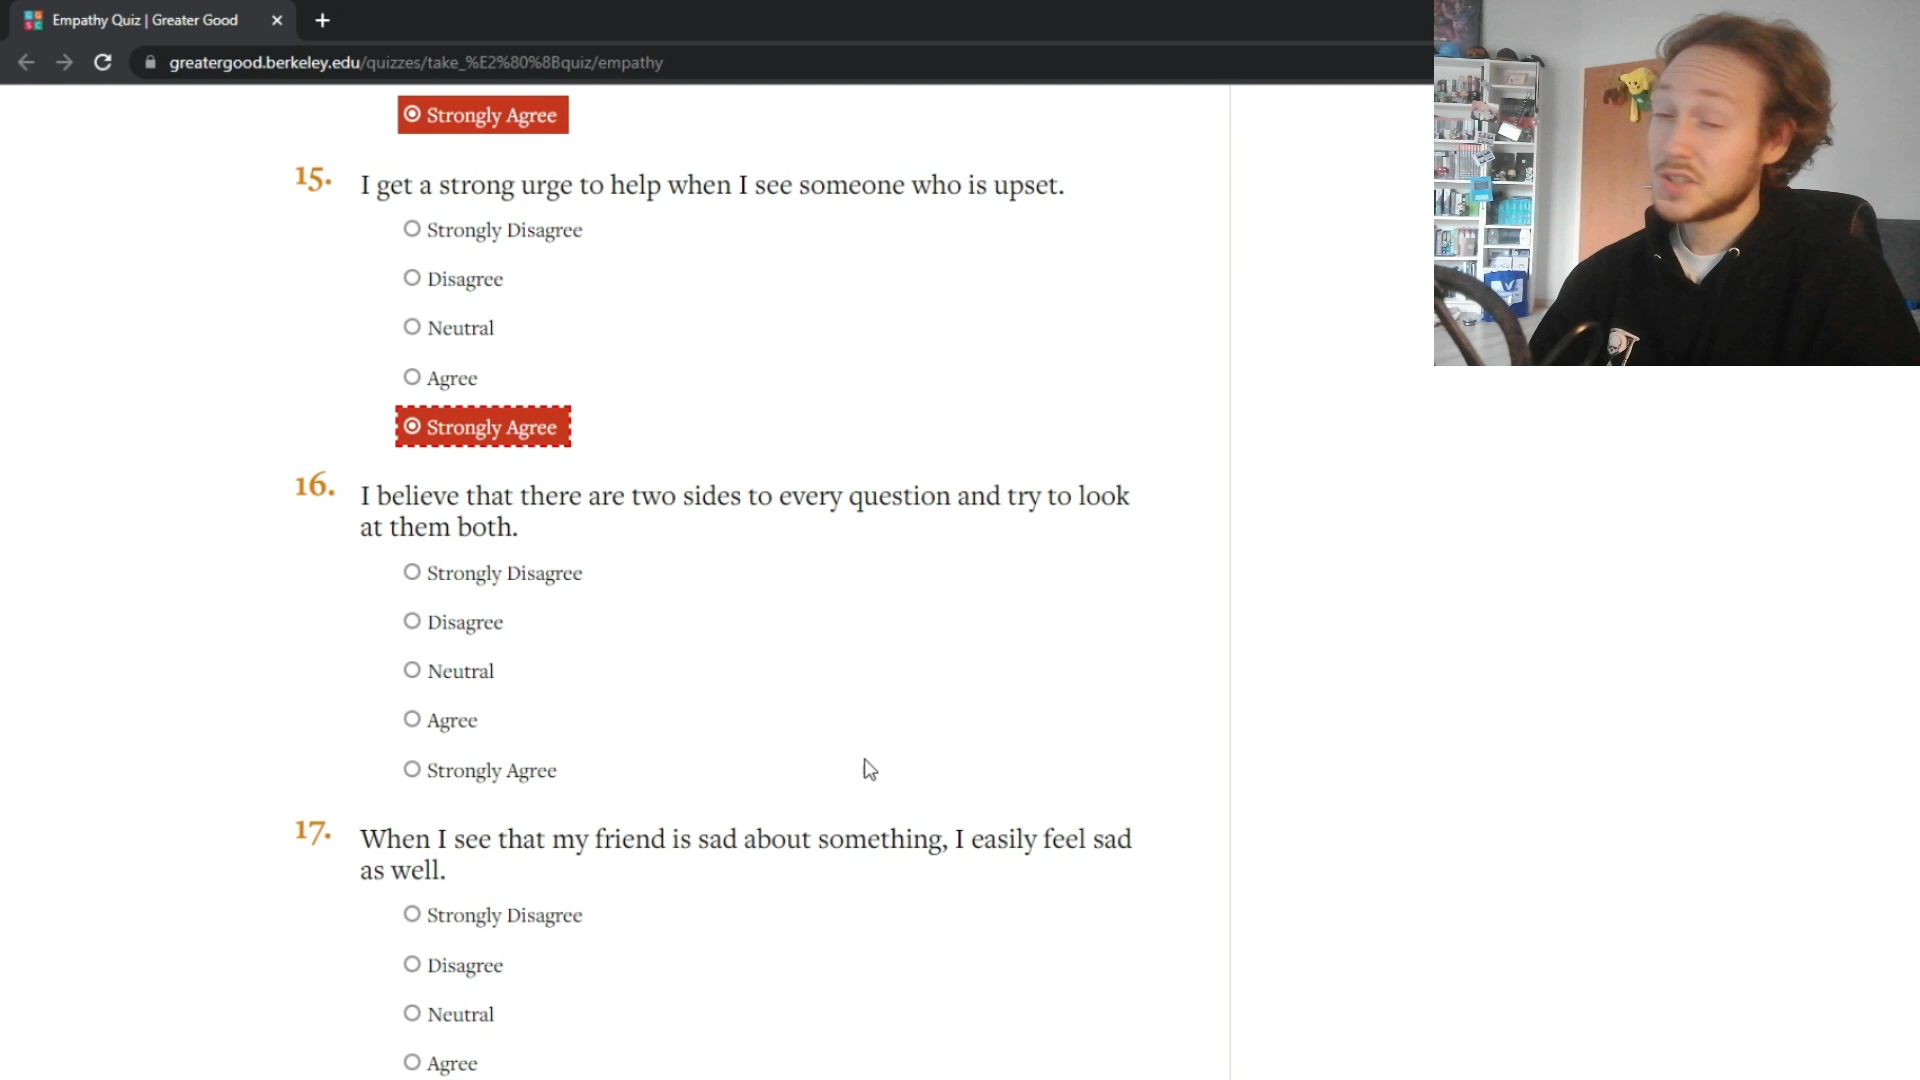 Empathy Quiz | Greater Good
greatergood.berkeley.edu/quizzes/take_%E2%80%8Bquiz/empathy
Strongly Agree
15. I get a strong urge to help when I see someone who is upset.
Strongly Disagree
Disagree
Neutral
Agree
Strongly Agree
16. I believe that there are two sides to every question and try to look
at them both.
Strongly Disagree
Disagree
Neutral
Agree
Strongly Agree
17. When I see that my friend is sad about something, I easily feel sad
as well.
Strongly Disagree
Disagree
Neutral
Agree